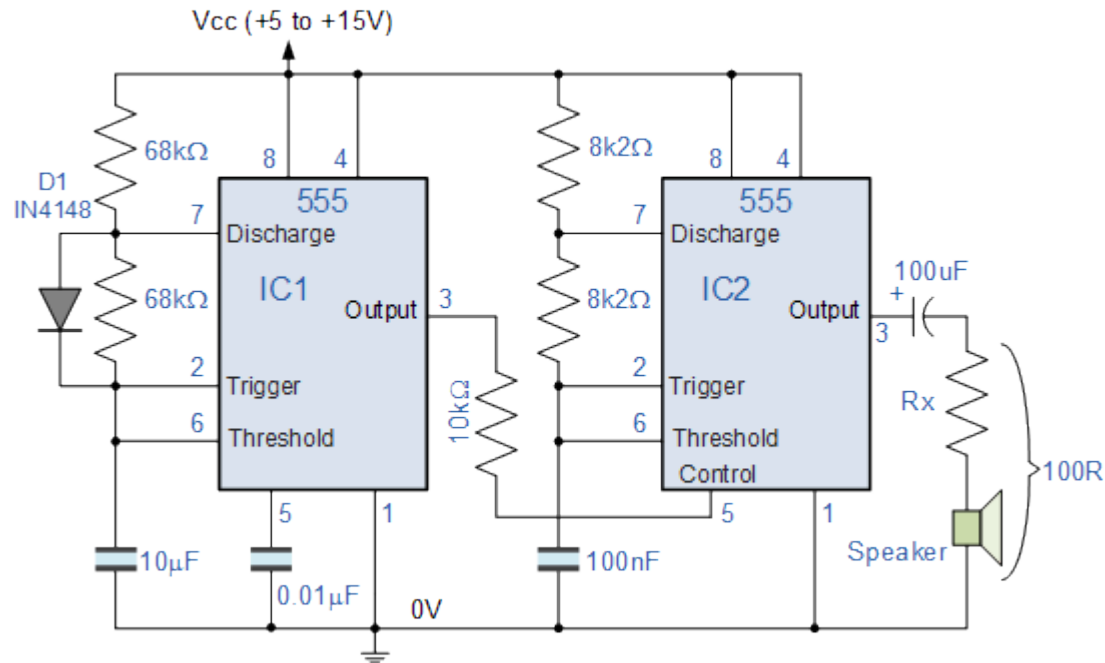 Vcc (+5 to +15V)
68kΩ
8
4
8k2Ω
8
4
D1
IN4148
555
555
7
Discharge
7
Discharge
68kΩ
IC1
8k2Ω
IC2
100uF
+
Output
3
Output
3
2
Trigger
10kΩ
2
Trigger
Rx
6
Threshold
6
Threshold
Control
100R
5
1
5
1
Speaker
10µF
0.01µF
100nF
0V